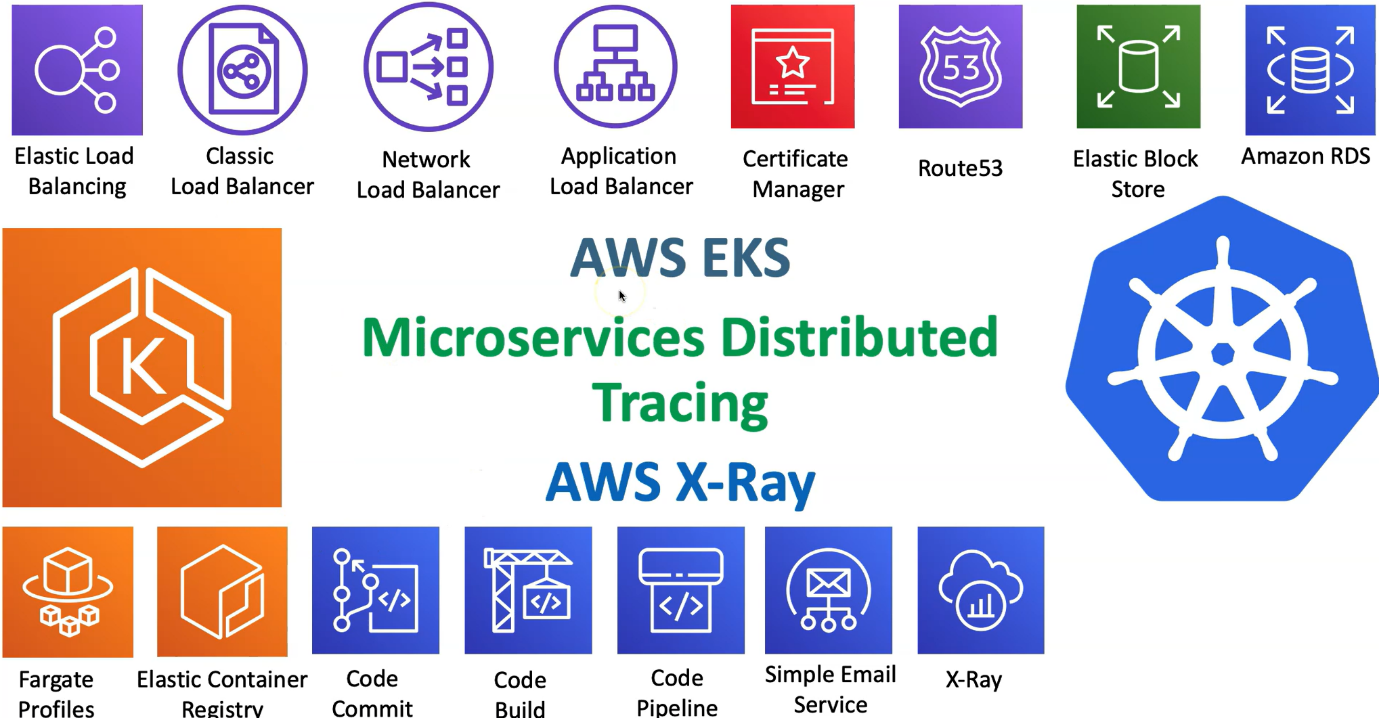 53
Elastic Load
Balancing
Classic
Load Balancer
Network
Load Balancer
Application
Load Balancer
Certificate
Manager
Route53
Elastic Block
Store
Amazon RDS
K
AWS EKS
Microservices Distributed
Tracing
AWS X-Ray
</>
</>
</>
Fargate
Profiles
Elastic Container
Registry
Code
Commit
Code
Build
Code
Pipeline
Simple Email
Service
X-Ray